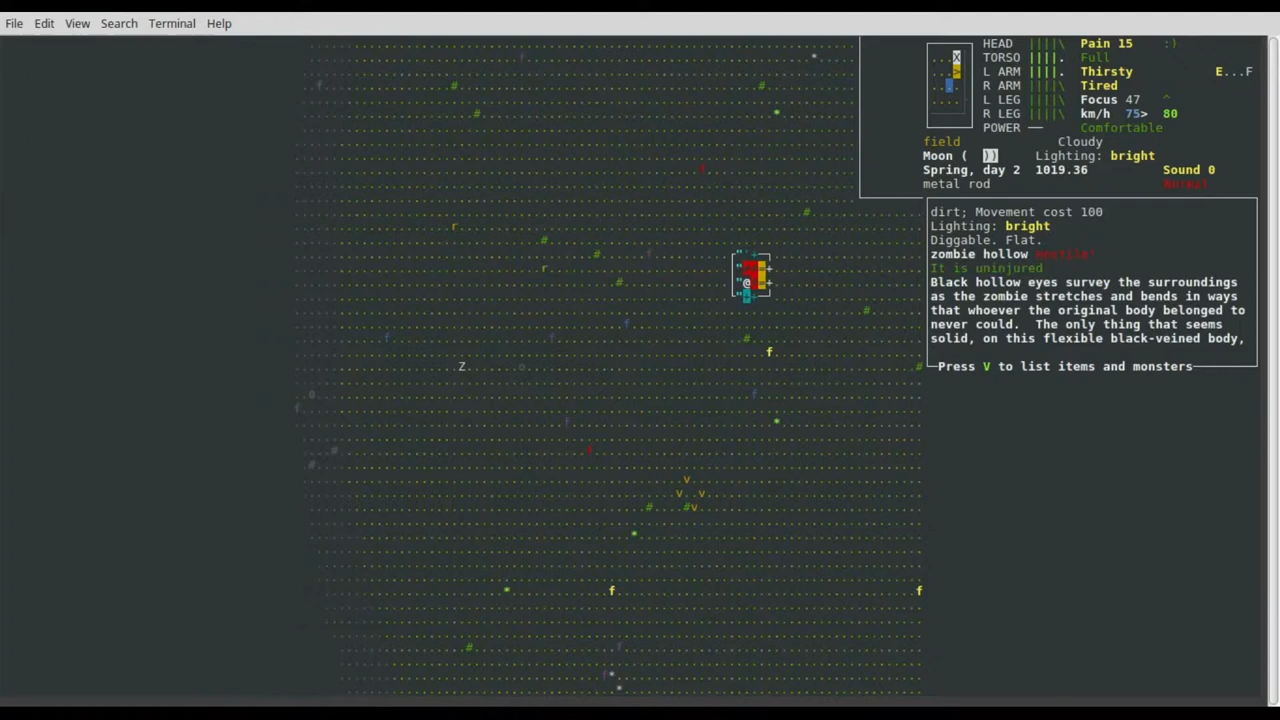 File Edit View Search Terminal Help
HEAD ||||\ Pain 15 :)
TORSO ||||. Full
L ARM ||||. Thirsty E...F
R ARM ||||\ Tired
L LEG ||||\ Focus 47 ^
R LEG ||||\ km/h 75> 80
POWER —— Comfortable
field Cloudy
Moon ( )) Lighting: bright
Spring, day 2 1019.36 Sound 0
metal rod Normal
dirt; Movement cost 100
Lighting: bright
Diggable. Flat.
zombie hollow Hostile!
It is uninjured
Black hollow eyes survey the surroundings
as the zombie stretches and bends in ways
that whoever the original body belonged to
never could. The only thing that seems
solid, on this flexible black-veined body,
Press V to list items and monsters